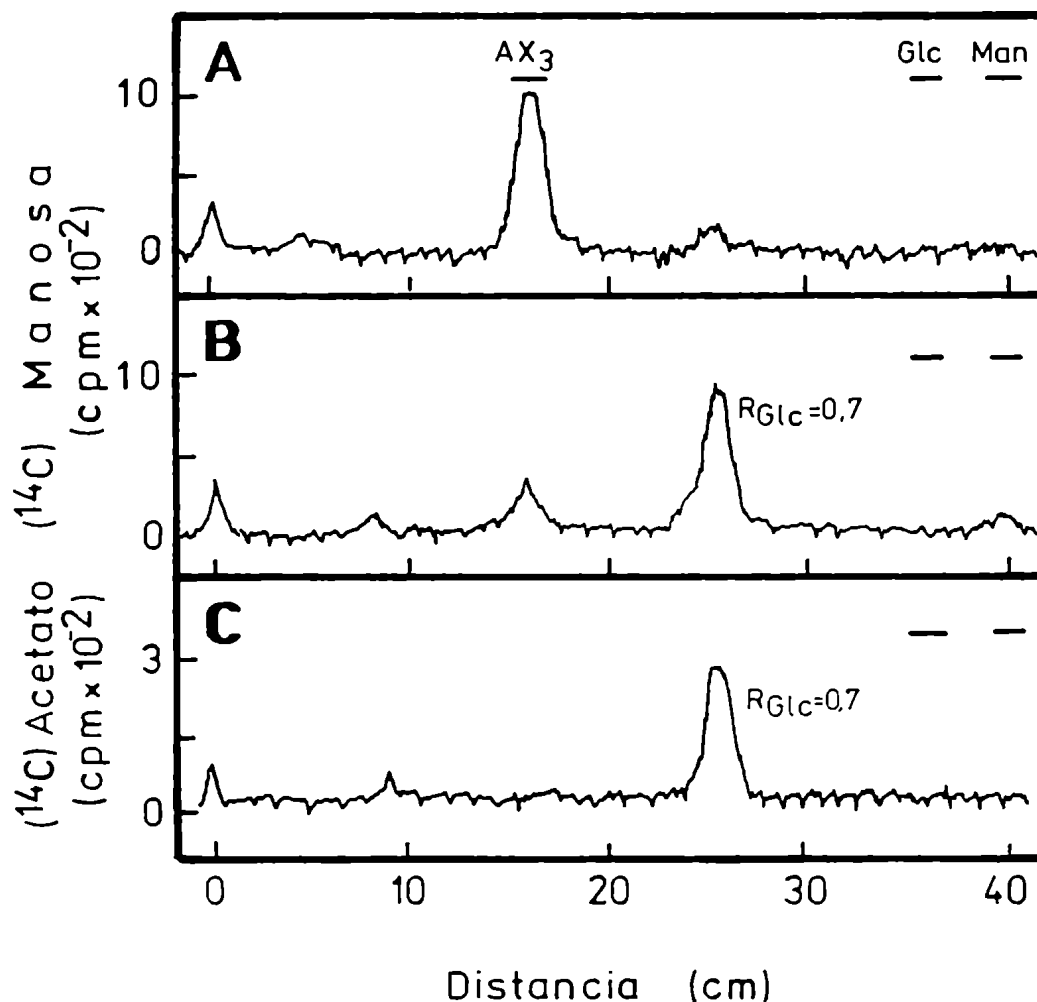 A
AX3
Glc Man
10
0
B
10
RGlc=0,7
0
C
3
RGlc=0,7
0
(14C) Manosa
(cpm x 10-2)
(14C) Acetato
(cpm x 10-2)
0 10 20 30 40
Distancia (cm)